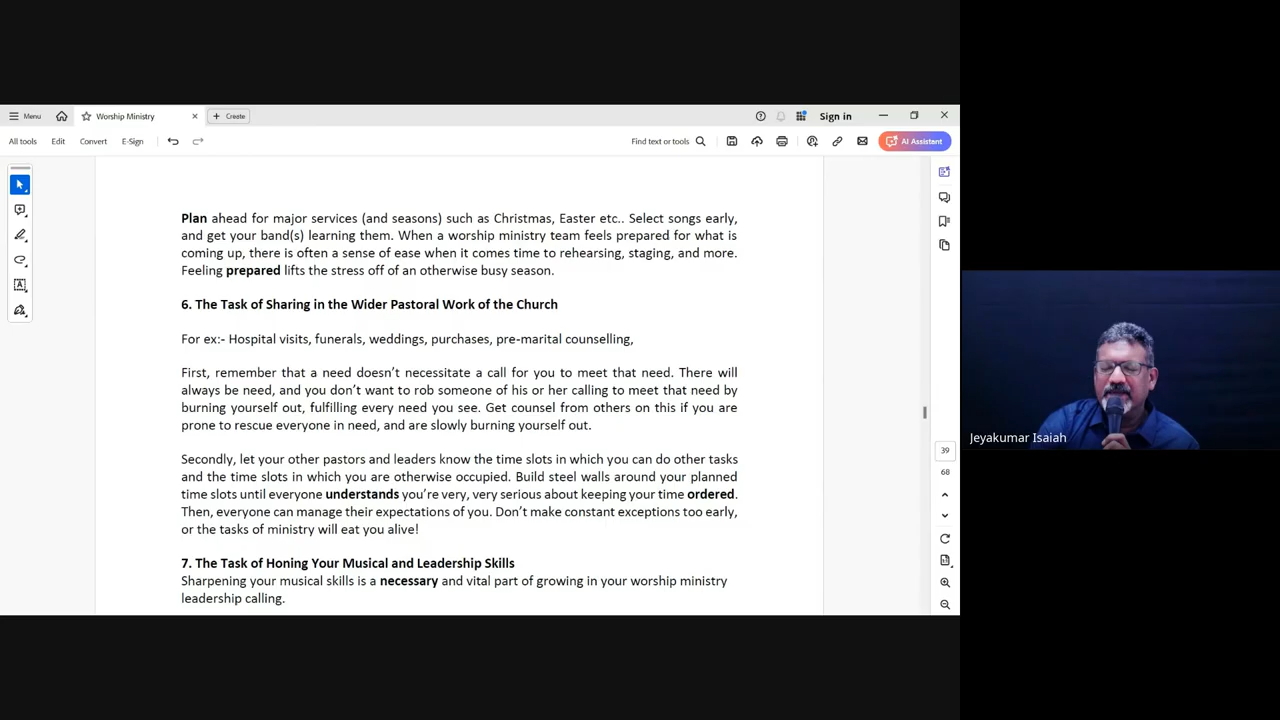 Menu
Worship Ministry
Create
Sign in
All tools
Edit
Convert
E-Sign
Find text or tools
AI Assistant
Plan ahead for major services (and seasons) such as Christmas, Easter etc.. Select songs early,
and get your band(s) learning them. When a worship ministry team feels prepared for what is
coming up, there is often a sense of ease when it comes time to rehearsing, staging, and more.
Feeling prepared lifts the stress off of an otherwise busy season.
6. The Task of Sharing in the Wider Pastoral Work of the Church
For ex:- Hospital visits, funerals, weddings, purchases, pre-marital counselling,
First, remember that a need doesn’t necessitate a call for you to meet that need. There will
always be need, and you don’t want to rob someone of his or her calling to meet that need by
burning yourself out, fulfilling every need you see. Get counsel from others on this if you are
prone to rescue everyone in need, and are slowly burning yourself out.
Secondly, let your other pastors and leaders know the time slots in which you can do other tasks
and the time slots in which you are otherwise occupied. Build steel walls around your planned
time slots until everyone understands you’re very, very serious about keeping your time ordered.
Then, everyone can manage their expectations of you. Don’t make constant exceptions too early,
or the tasks of ministry will eat you alive!
7. The Task of Honing Your Musical and Leadership Skills
Sharpening your musical skills is a necessary and vital part of growing in your worship ministry
leadership calling.
39
68
Jeyakumar Isaiah